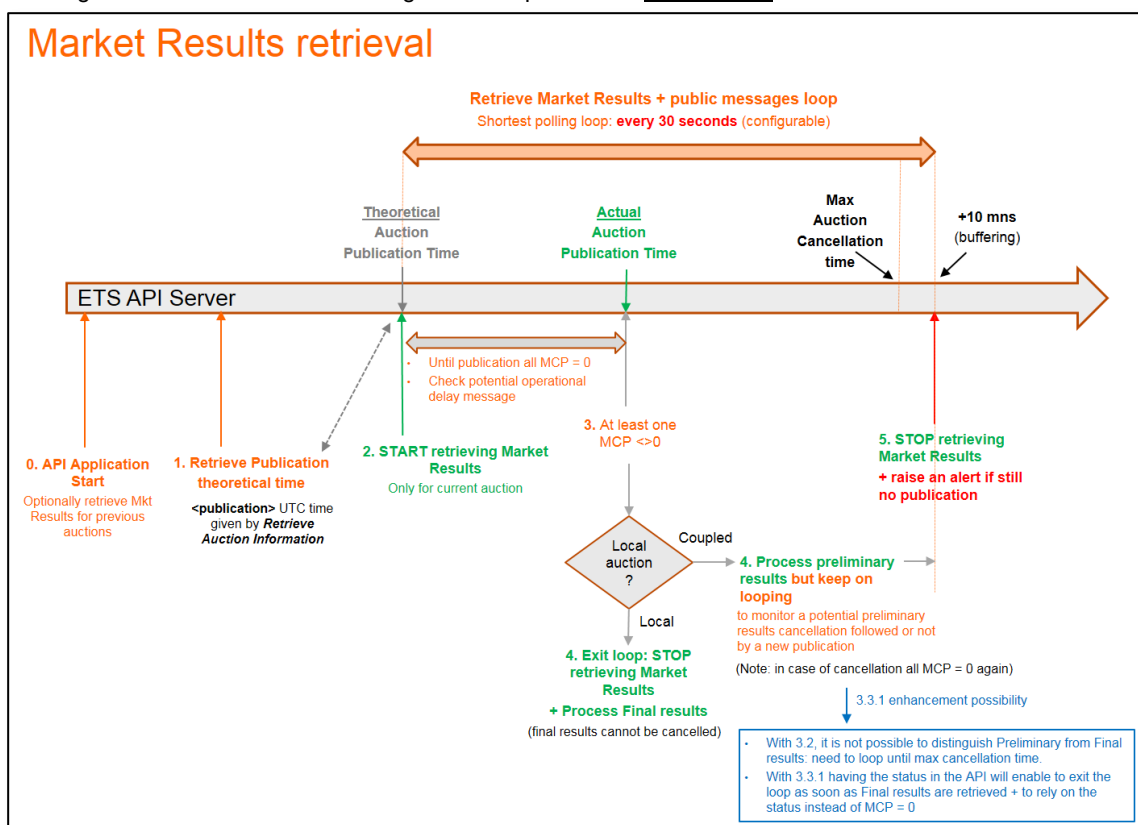 Market Results retrieval
Retrieve Market Results + public messages loop
Shortest polling loop: every 30 seconds (configurable)
Theoretical
Auction
Publication Time
Actual
Auction
Publication Time
Max
Auction
Cancellation
time
+10 mns
(buffering)
ETS API Server
• Until publication all MCP = 0
• Check potential operational
delay message
0. API Application
Start
Optionally retrieve Mkt
Results for previous
auctions
1. Retrieve Publication
theoretical time
<publication> UTC time
given by Retrieve
Auction Information
2. START retrieving Market
Results
Only for current auction
3. At least one
MCP <>0
5. STOP retrieving
Market Results
+ raise an alert if still
no publication
Local
auction
?
Coupled
Local
4. Process preliminary
results but keep on
looping
to monitor a potential preliminary
results cancellation followed or not
by a new publication
(Note: in case of cancellation all MCP = 0 again)
4. Exit loop: STOP
retrieving Market
Results
+ Process Final results
(final results cannot be cancelled)
3.3.1 enhancement possibility
• With 3.2, it is not possible to distinguish Preliminary from Final
results: need to loop until max cancellation time.
• With 3.3.1 having the status in the API will enable to exit the
loop as soon as Final results are retrieved + to rely on the
status instead of MCP = 0